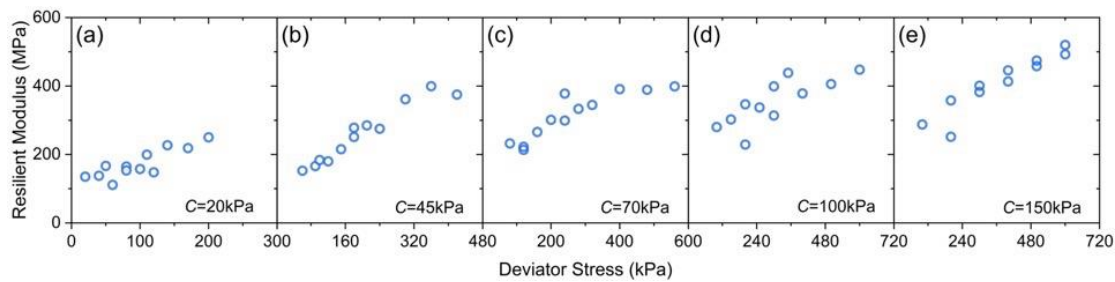 Resilient Modulus (MPa)
600
400
200
0
(a)
C=20kPa
(b)
C=45kPa
(c)
C=70kPa
(d)
C=100kPa
(e)
C=150kPa
0 100 200 300 160 320 480 200 400 600 240 480 720 240 480 720
Deviator Stress (kPa)